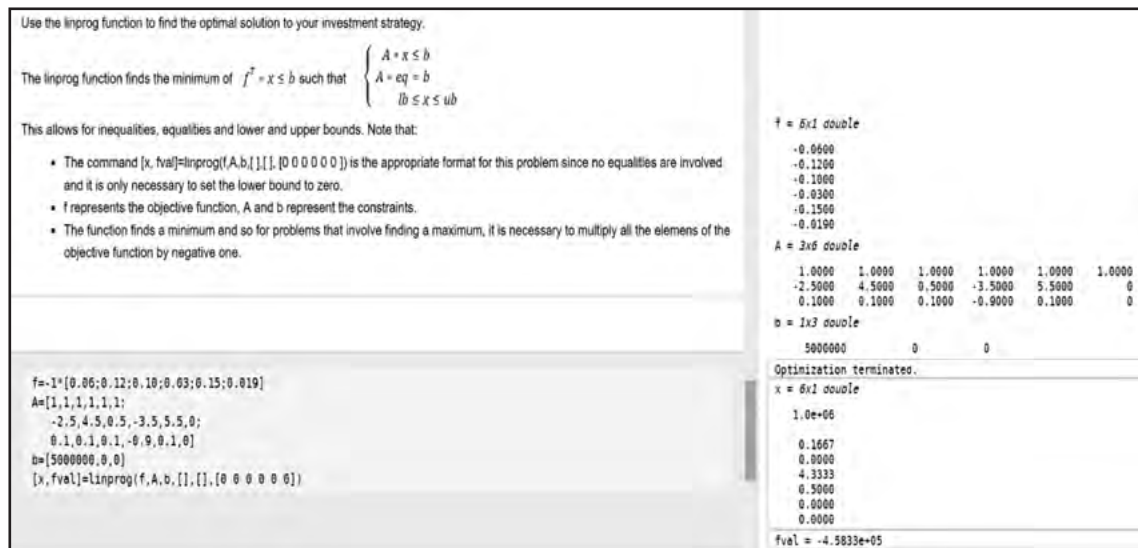 Use the linprog function to find the optimal solution to your investment strategy.
The linprog function finds the minimum of f^T * x ≤ b such that { A * x ≤ b
A * eq = b
lb ≤ x ≤ ub
This allows for inequalities, equalities and lower and upper bounds. Note that:
▪ The command [x, fval]=linprog(f,A,b,[ ],[ ], [0 0 0 0 0 0 ]) is the appropriate format for this problem since no equalities are involved
and it is only necessary to set the lower bound to zero.
▪ f represents the objective function, A and b represent the constraints.
▪ The function finds a minimum and so for problems that involve finding a maximum, it is necessary to multiply all the elemens of the
objective function by negative one.
f=-1*[0.06;0.12;0.10;0.03;0.15;0.019]
A=[1,1,1,1,1,1;
-2.5,4.5,0.5,-3.5,5.5,0;
0.1,0.1,0.1,-0.9,0.1,0]
b=[5000000,0,0]
[x,fval]=linprog(f,A,b,[],[],[0 0 0 0 0 0])
f = 6x1 double
-0.0600
-0.1200
-0.1000
-0.0300
-0.1500
-0.0190
A = 3x6 double
1.0000 1.0000 1.0000 1.0000 1.0000 1.0000
-2.5000 4.5000 0.5000 -3.5000 5.5000 0
0.1000 0.1000 0.1000 -0.9000 0.1000 0
b = 1x3 double
5000000 0 0
Optimization terminated.
x = 6x1 double
1.0e+06
0.1667
0.0000
4.3333
0.5000
0.0000
0.0000
fval = -4.5833e+05